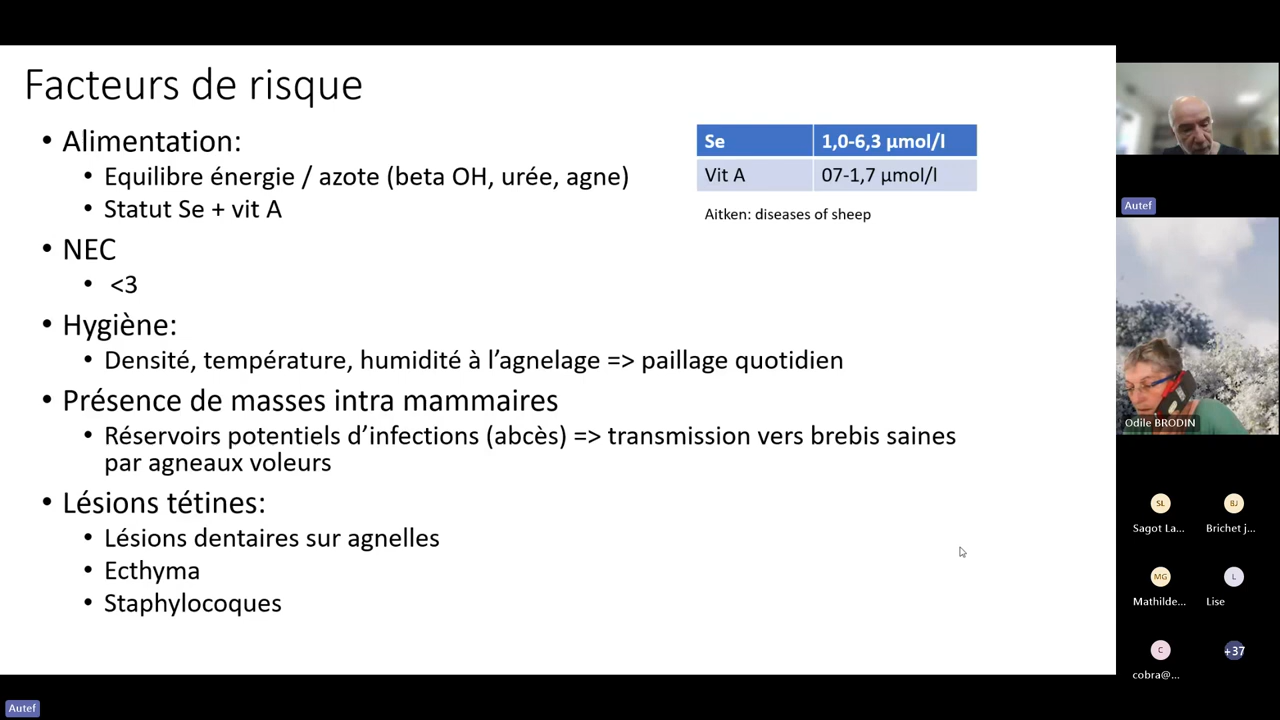 Facteurs de risque
• Alimentation:
• Equilibre énergie / azote (beta OH, urée, agne)
• Statut Se + vit A
• NEC
• <3
• Hygiène:
• Densité, température, humidité à l’agnelage => paillage quotidien
• Présence de masses intra mammaires
• Réservoirs potentiels d’infections (abcès) => transmission vers brebis saines
par agneaux voleurs
• Lésions tétines:
• Lésions dentaires sur agnelles
• Ecthyma
• Staphylocoques
Se 1,0-6,3 µmol/l
Vit A 07-1,7 µmol/l
Aitken: diseases of sheep
Autef
Odile BRODIN
SL BJ
Sagot La... Brichet j...
MG L
Mathilde... Lise
C +37
cobra@...
Autef